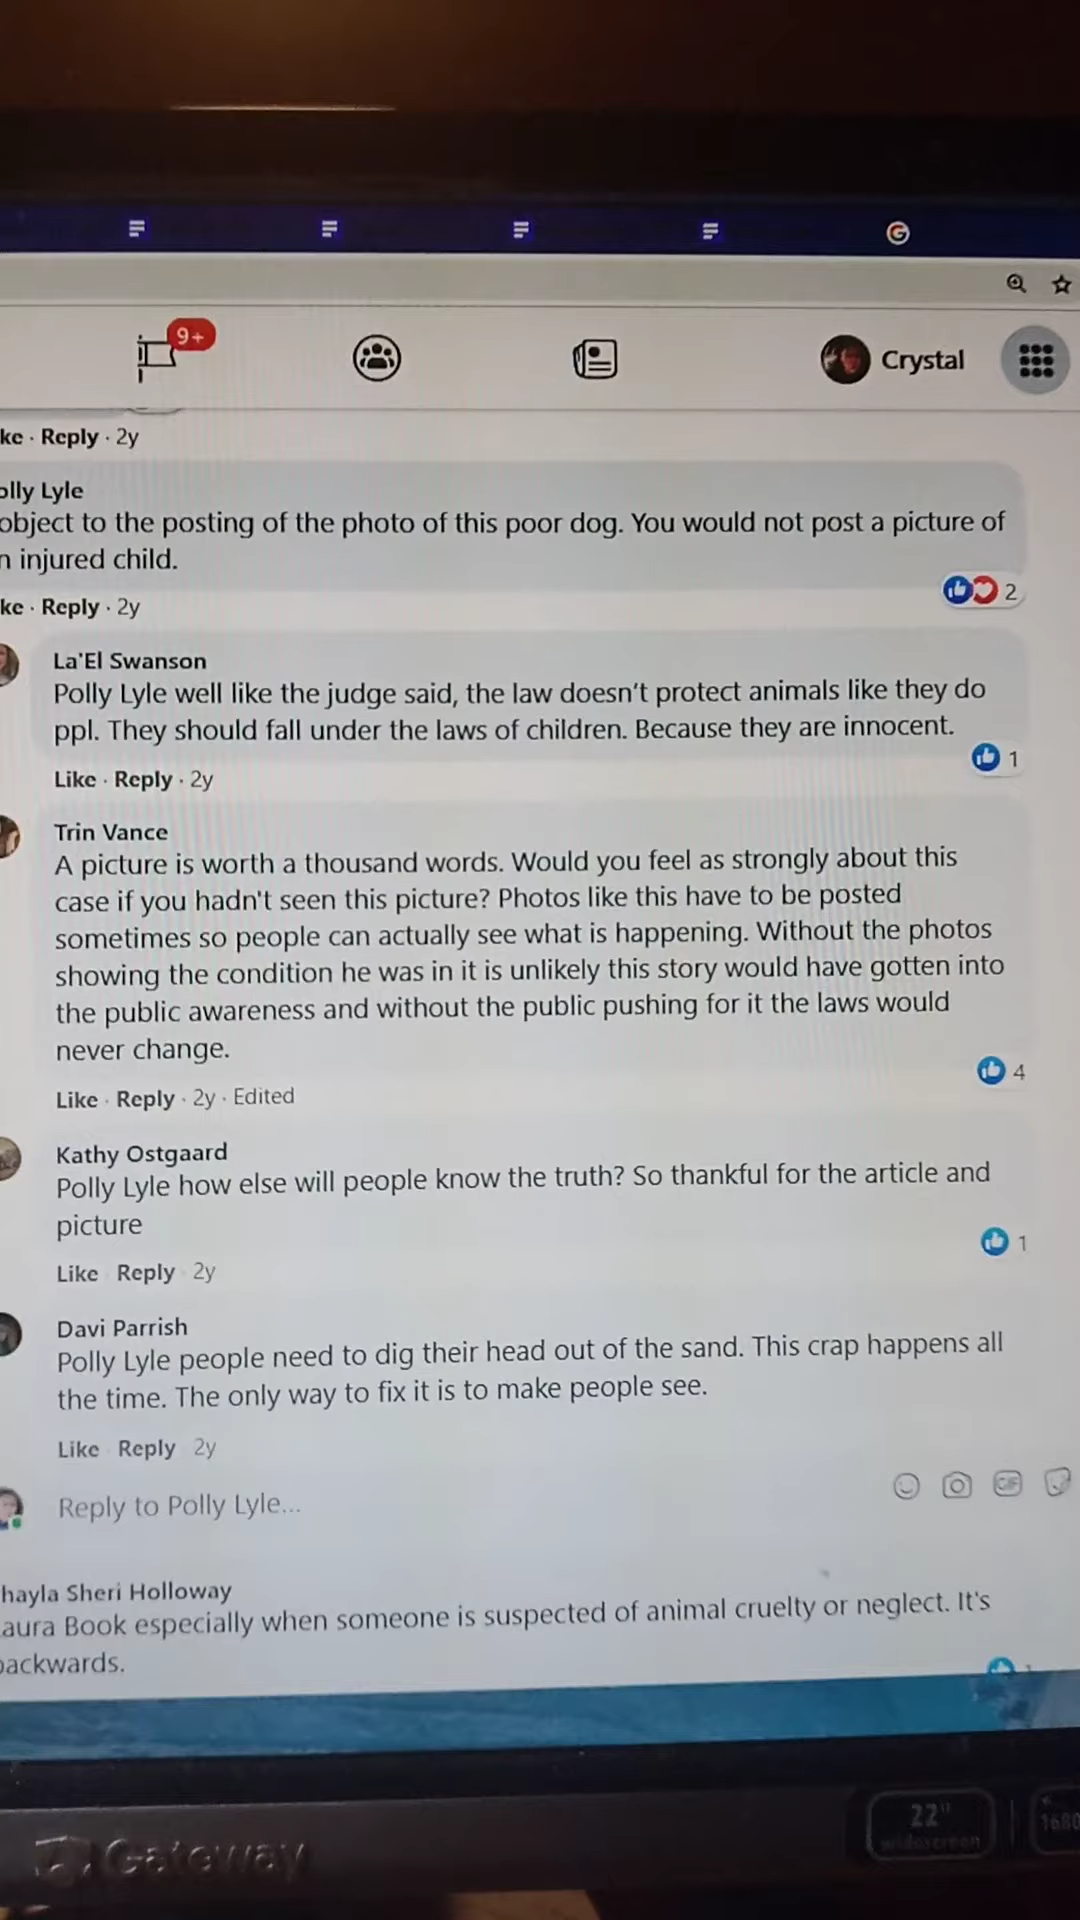 9+
Crystal
ke · Reply · 2y
olly Lyle
object to the posting of the photo of this poor dog. You would not post a picture of
n injured child.
2
ke · Reply · 2y
La'El Swanson
Polly Lyle well like the judge said, the law doesn't protect animals like they do
ppl. They should fall under the laws of children. Because they are innocent.
1
Like · Reply · 2y
Trin Vance
A picture is worth a thousand words. Would you feel as strongly about this
case if you hadn't seen this picture? Photos like this have to be posted
sometimes so people can actually see what is happening. Without the photos
showing the condition he was in it is unlikely this story would have gotten into
the public awareness and without the public pushing for it the laws would
never change.
4
Like · Reply · 2y · Edited
Kathy Ostgaard
Polly Lyle how else will people know the truth? So thankful for the article and
picture
1
Like Reply 2y
Davi Parrish
Polly Lyle people need to dig their head out of the sand. This crap happens all
the time. The only way to fix it is to make people see.
Like Reply 2y
Reply to Polly Lyle...
GIF
hayla Sheri Holloway
aura Book especially when someone is suspected of animal cruelty or neglect. It's
backwards.
1
Gateway
22"
widescreen
1680